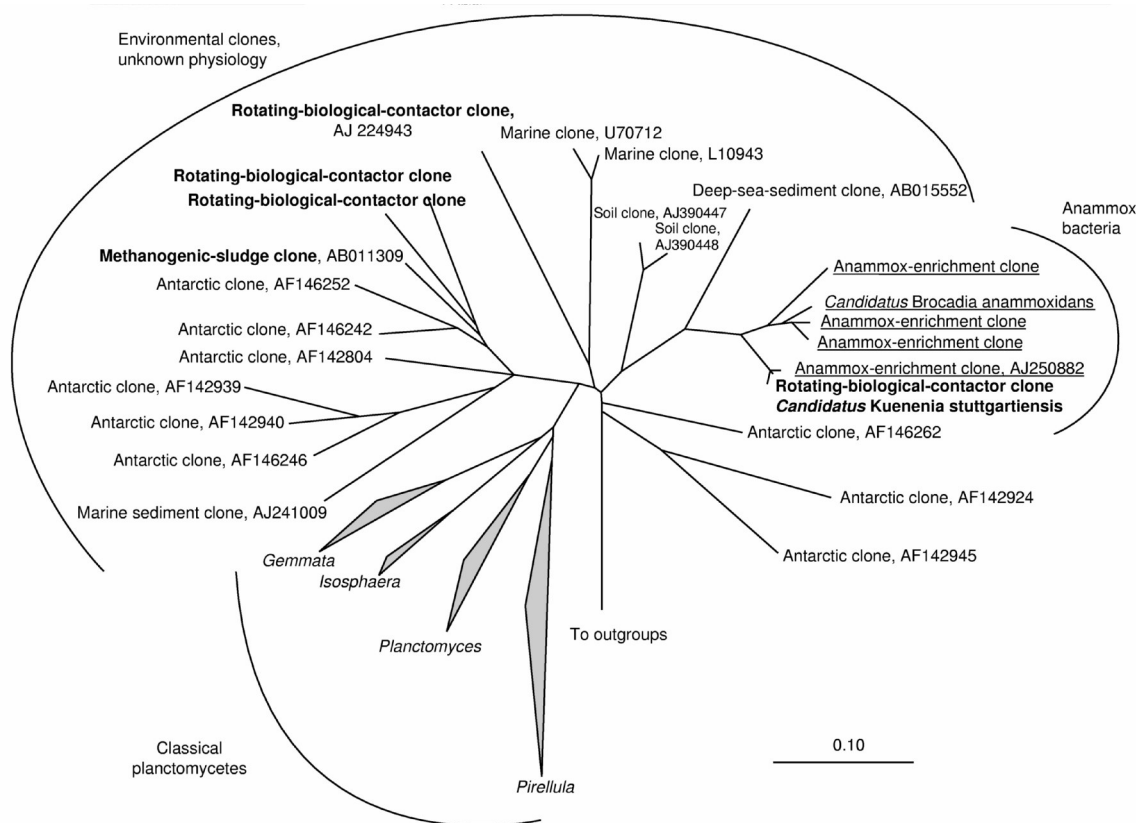 Environmental clones,
unknown physiology
Rotating-biological-contactor clone,
AJ 224943
Marine clone, U70712
Marine clone, L10943
Rotating-biological-contactor clone
Rotating-biological-contactor clone
Deep-sea-sediment clone, AB015552
Soil clone, AJ390447
Soil clone,
AJ390448
Anammox
bacteria
Methanogenic-sludge clone, AB011309
Anammox-enrichment clone
Antarctic clone, AF146252
Candidatus Brocadia anammoxidans
Anammox-enrichment clone
Antarctic clone, AF146242
Anammox-enrichment clone
Antarctic clone, AF142804
Anammox-enrichment clone, AJ250882
Rotating-biological-contactor clone
Antarctic clone, AF142939
Candidatus Kuenenia stuttgartiensis
Antarctic clone, AF142940
Antarctic clone, AF146262
Antarctic clone, AF146246
Antarctic clone, AF142924
Marine sediment clone, AJ241009
Antarctic clone, AF142945
Gemmata
Isosphaera
To outgroups
Planctomyces
Classical
planctomycetes
0.10
Pirellula